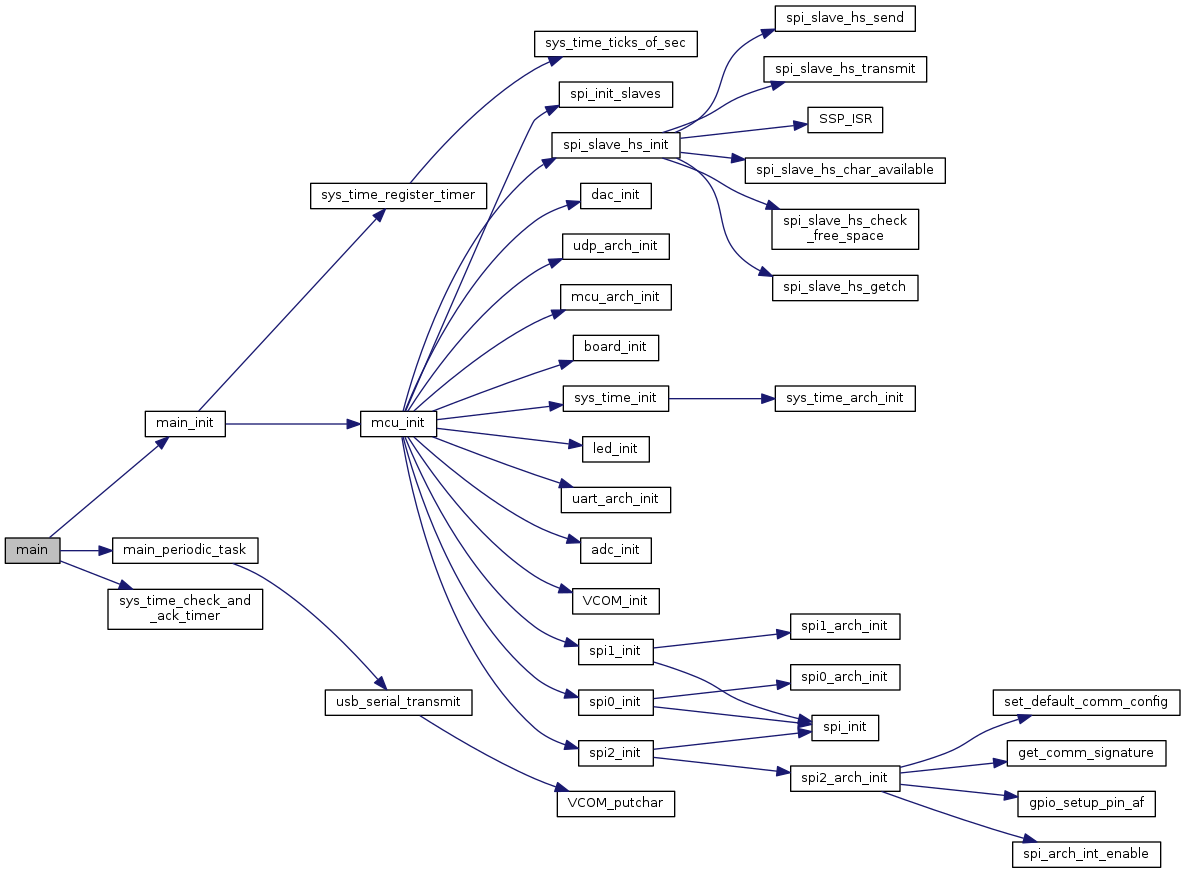 main
main_init
main_periodic_task
sys_time_check_and
_ack_timer
sys_time_register_timer
mcu_init
usb_serial_transmit
sys_time_ticks_of_sec
spi_init_slaves
spi_slave_hs_init
dac_init
udp_arch_init
mcu_arch_init
board_init
sys_time_init
led_init
uart_arch_init
adc_init
VCOM_init
spi1_init
spi0_init
spi2_init
VCOM_putchar
spi_slave_hs_send
spi_slave_hs_transmit
SSP_ISR
spi_slave_hs_char_available
spi_slave_hs_check
_free_space
spi_slave_hs_getch
sys_time_arch_init
spi1_arch_init
spi0_arch_init
spi_init
spi2_arch_init
set_default_comm_config
get_comm_signature
gpio_setup_pin_af
spi_arch_int_enable